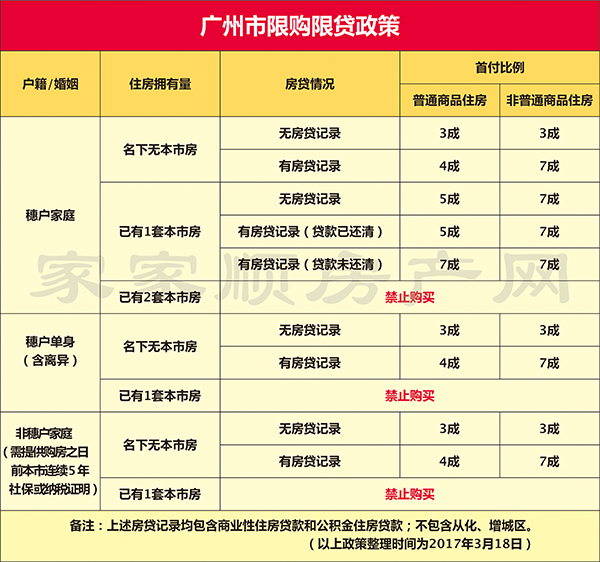 广州市限购限贷政策
户籍/婚姻 住房拥有量 房贷情况 首付比例
普通商品住房 非普通商品住房
穗户家庭 名下无本市房 无房贷记录 3成 3成
有房贷记录 4成 7成
已有1套本市房 无房贷记录 5成 7成
有房贷记录（贷款已还清） 5成 7成
有房贷记录（贷款未还清） 7成 7成
已有2套本市房 禁止购买
穗户单身
（含离异） 名下无本市房 无房贷记录 3成 3成
有房贷记录 4成 7成
已有1套本市房 禁止购买
非穗户家庭
（需提供购房之日
前本市连续5年
社保或纳税证明） 名下无本市房 无房贷记录 3成 3成
有房贷记录 4成 7成
已有1套本市房 禁止购买
备注：上述房贷记录均包含商业性住房贷款和公积金住房贷款；不包含从化、增城区。
（以上政策整理时间为2017年3月18日）
家家顺房产网